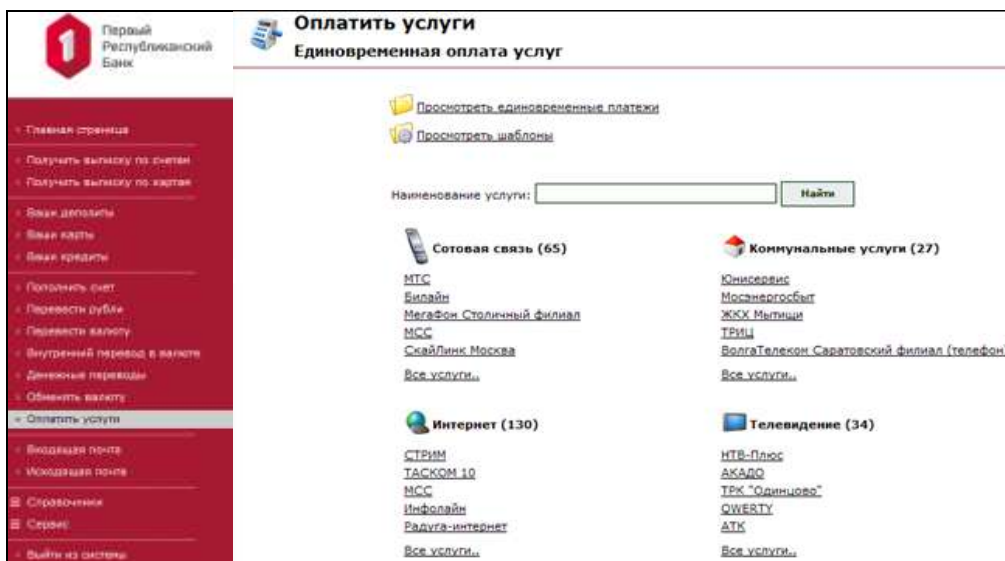 Первый
Республиканский
Банк
Главная страница
Получить выписку по счетам
Получить выписку по картам
Ваши депозиты
Ваши карты
Ваши кредиты
Пополнить счет
Перевести рубли
Перевести валюту
Внутренний перевод в валюте
Денежные переводы
Обменять валюту
Оплатить услуги
Входящая почта
Исходящая почта
Справочники
Сервис
Выйти из системы
Оплатить услуги
Единовременная оплата услуг
Просмотреть единовременные платежи
Просмотреть шаблоны
Наименование услуги: Найти
Сотовая связь (65)
МТС
Билайн
МегаФон Столичный филиал
МСС
СкайЛинк Москва
Все услуги..
Коммунальные услуги (27)
Юнисервис
Мосэнергосбыт
ЖКХ Мытищи
ТРИЦ
ВолгаТелеком Саратовский филиал (телефон)
Все услуги..
Интернет (130)
СТРИМ
ТАСКОМ 10
МСС
Инфолайн
Радуга-интернет
Все услуги..
Телевидение (34)
НТВ-Плюс
АКАДО
ТРК "Одинцово"
QWERTY
АТК
Все услуги..